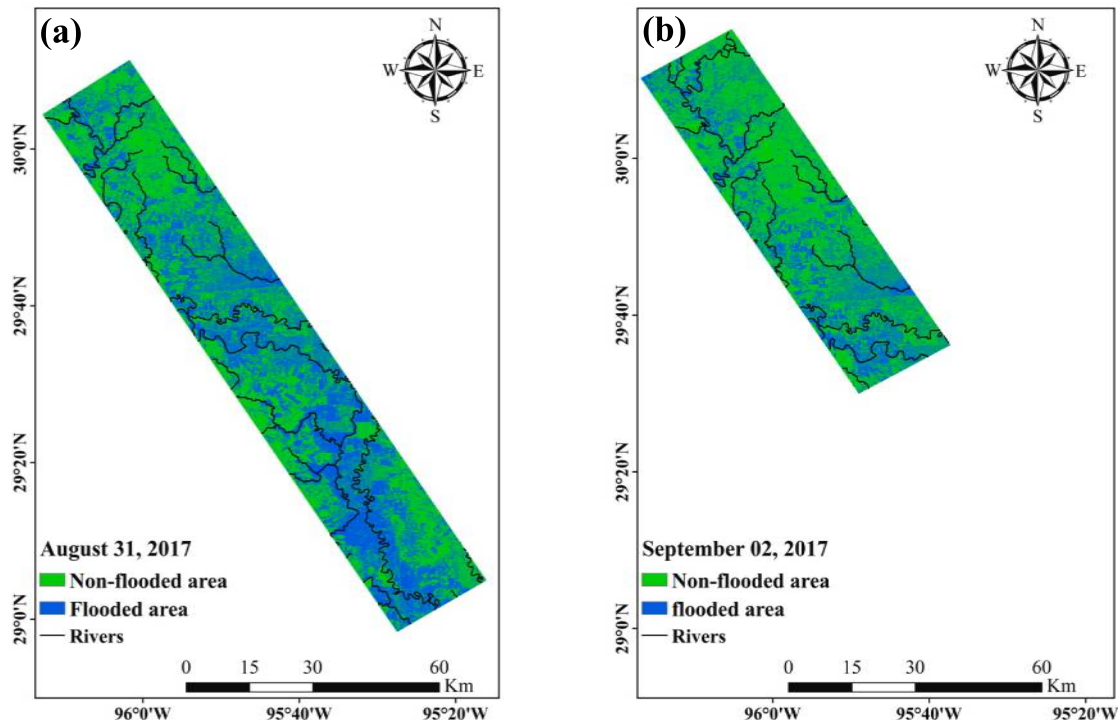 (a)
N
W E
S
30°0'N
29°40'N
29°20'N
29°0'N
August 31, 2017
Non-flooded area
Flooded area
Rivers
0 15 30 60
Km
96°0'W 95°40'W 95°20'W
(b)
N
W E
S
30°0'N
29°40'N
29°20'N
29°0'N
September 02, 2017
Non-flooded area
flooded area
Rivers
0 15 30 60
Km
96°0'W 95°40'W 95°20'W